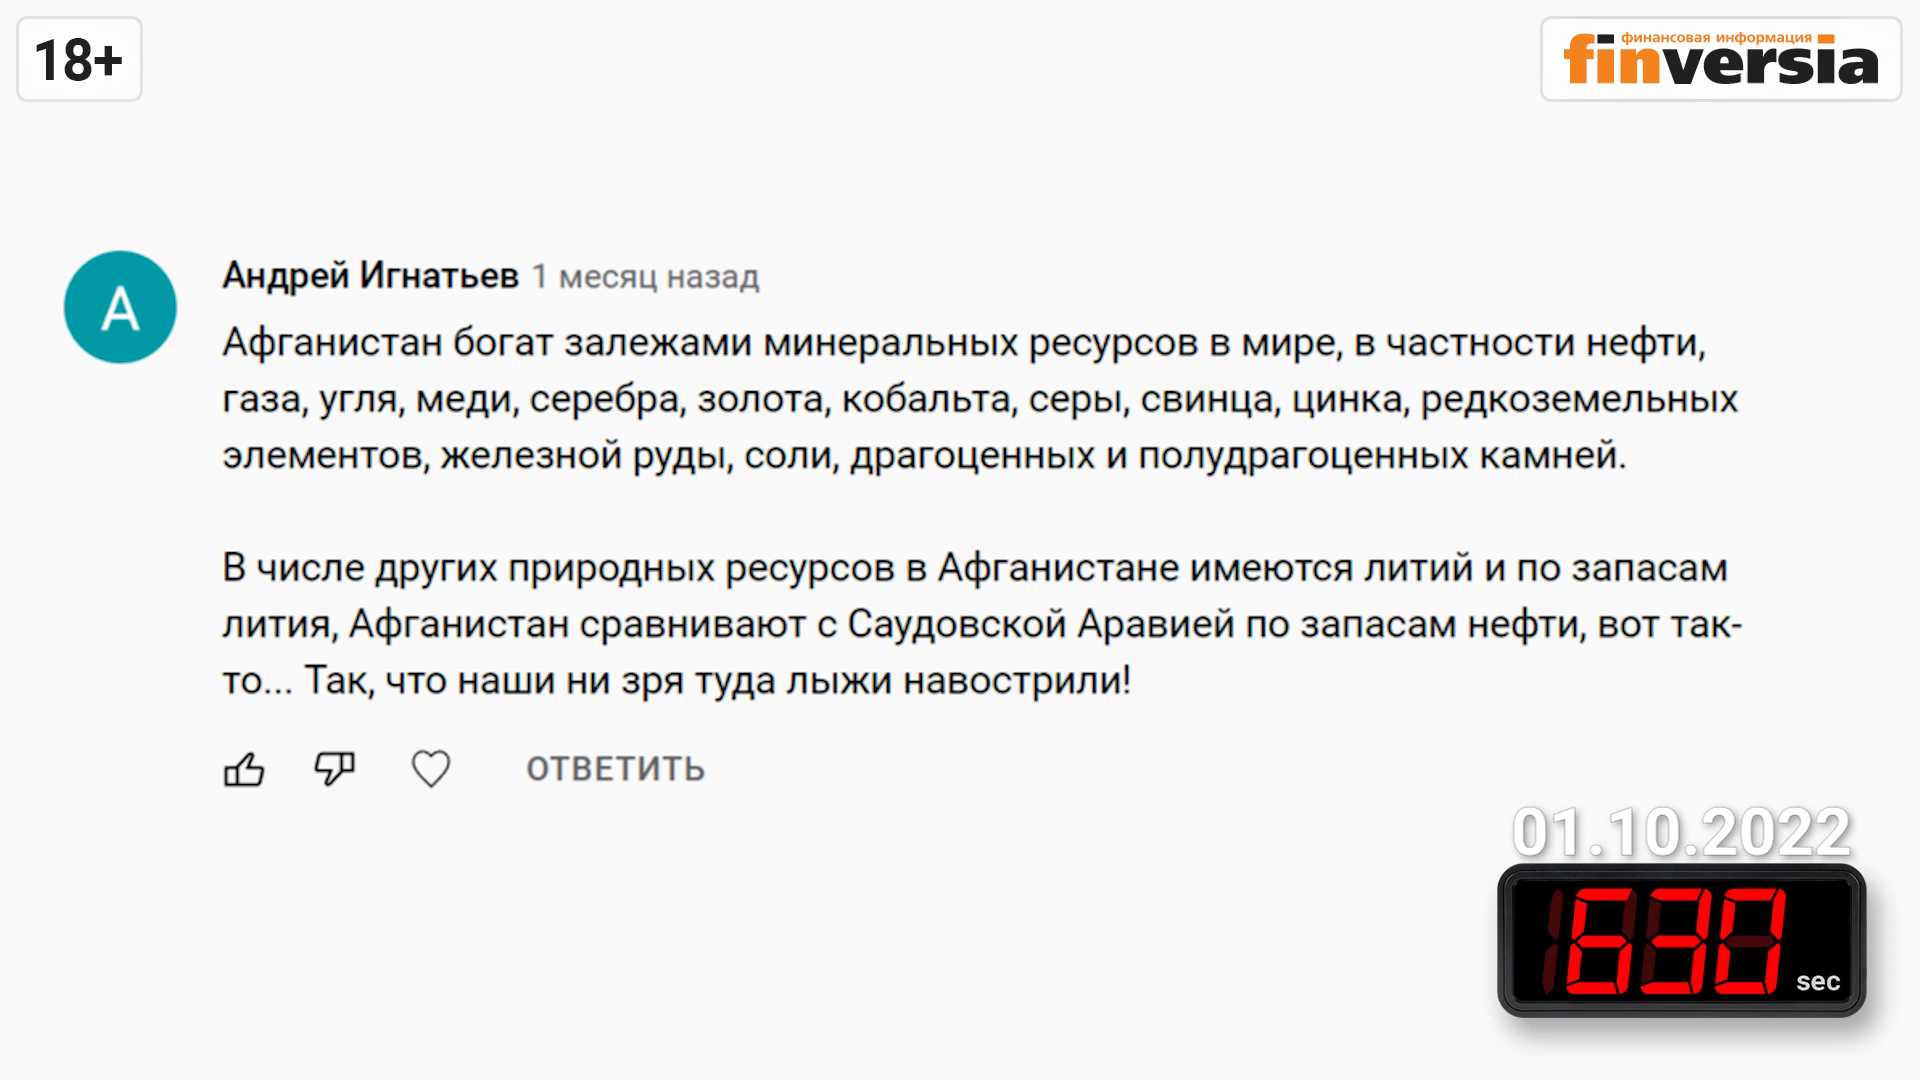 18+
финансовая информация
finversia
Андрей Игнатьев 1 месяц назад
А
Афганистан богат залежами минеральных ресурсов в мире, в частности нефти,
газа, угля, меди, серебра, золота, кобальта, серы, свинца, цинка, редкоземельных
элементов, железной руды, соли, драгоценных и полудрагоценных камней.
В числе других природных ресурсов в Афганистане имеются литий и по запасам
лития, Афганистан сравнивают с Саудовской Аравией по запасам нефти, вот так-
то... Так, что наши ни зря туда лыжи навострили!
ОТВЕТИТЬ
01.10.2022
630
sec